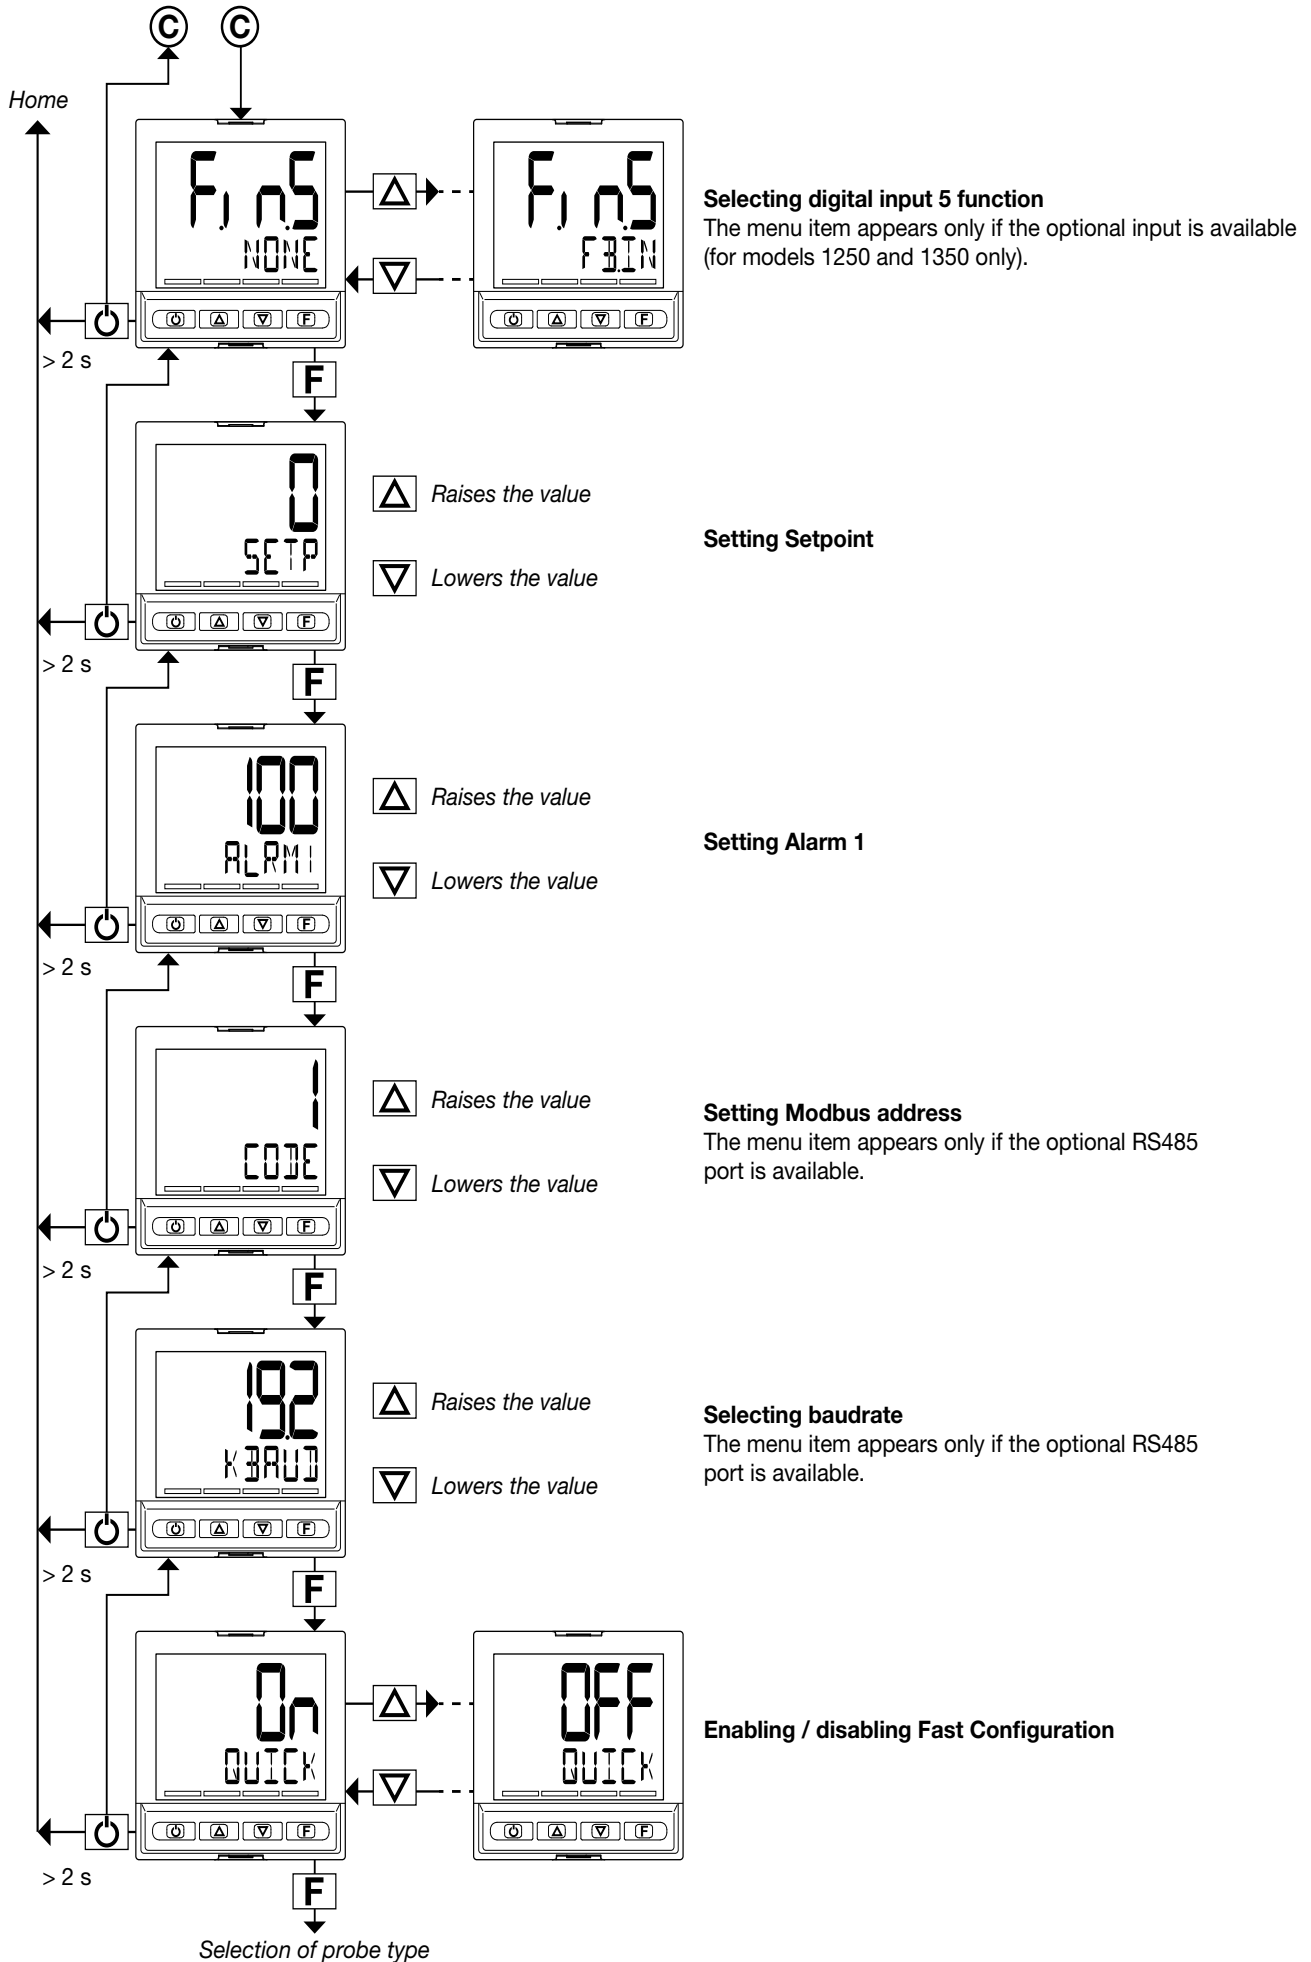 C C
Home
F.in.5 F.in.5
NONE F3.IN
Selecting digital input 5 function
The menu item appears only if the optional input is available
(for models 1250 and 1350 only).
F F
> 2 s
F
0
SETP
Raises the value
Lowers the value
Setting Setpoint
F
> 2 s
F
100
ALRM1
Raises the value
Lowers the value
Setting Alarm 1
F
> 2 s
F
1
CODE
Raises the value
Lowers the value
Setting Modbus address
The menu item appears only if the optional RS485
port is available.
F
> 2 s
F
19.2
KBAUD
Raises the value
Lowers the value
Selecting baudrate
The menu item appears only if the optional RS485
port is available.
F
> 2 s
F
On OFF
QUICK QUICK
Enabling / disabling Fast Configuration
F F
> 2 s
F
Selection of probe type